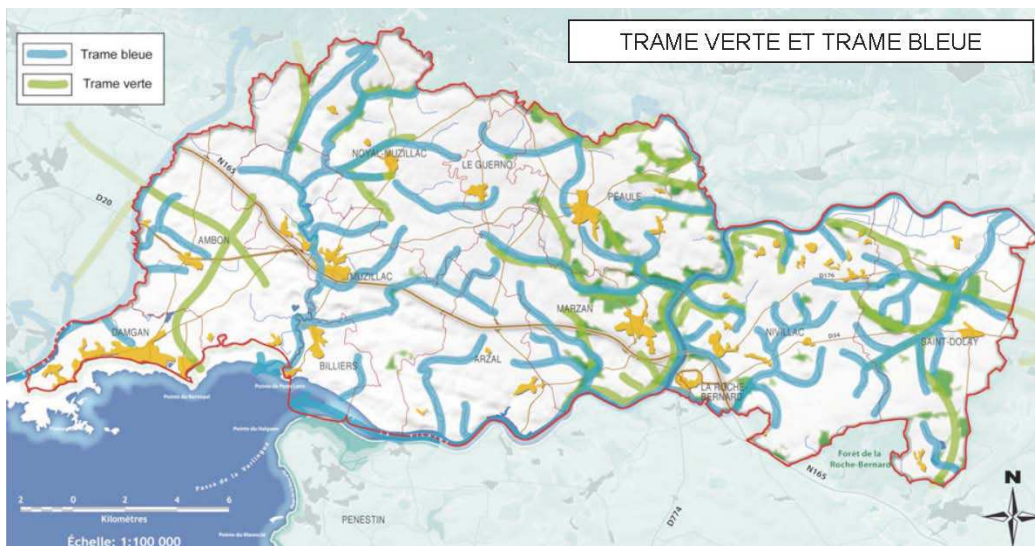 TRAME VERTE ET TRAME BLEUE
Trame bleue
Trame verte
N165
D20
NOYAL-MUZILLAC
LE GUERNO
PÉAULE
AMBON
MUZILLAC
DAMGAN
BILLIERS
ARZAL
MARZAN
D176
D34
NIVILLAC
SAINT-DOLAY
LA ROCHE
BERNARD
Forêt de la
Roche-Bernard
N165
D774
PENESTIN
2 0 2 4 6
Kilomètres
Échelle: 1:100 000
N